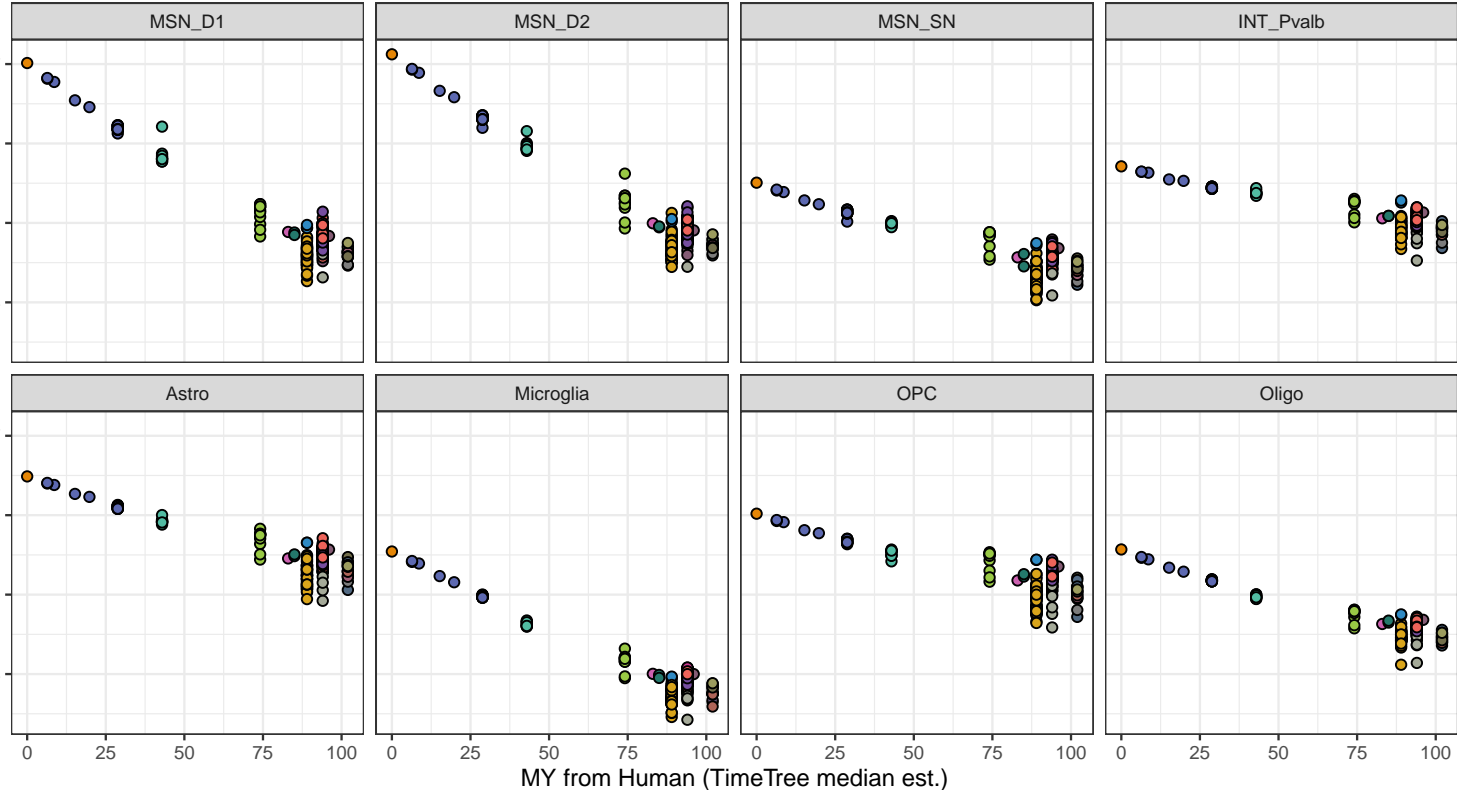 MSN_D1 MSN_D2 MSN_SN INT_Pvalb
Astro Microglia OPC Oligo
0 25 50 75 100 0 25 50 75 100 0 25 50 75 100 0 25 50 75 100
MY from Human (TimeTree median est.)